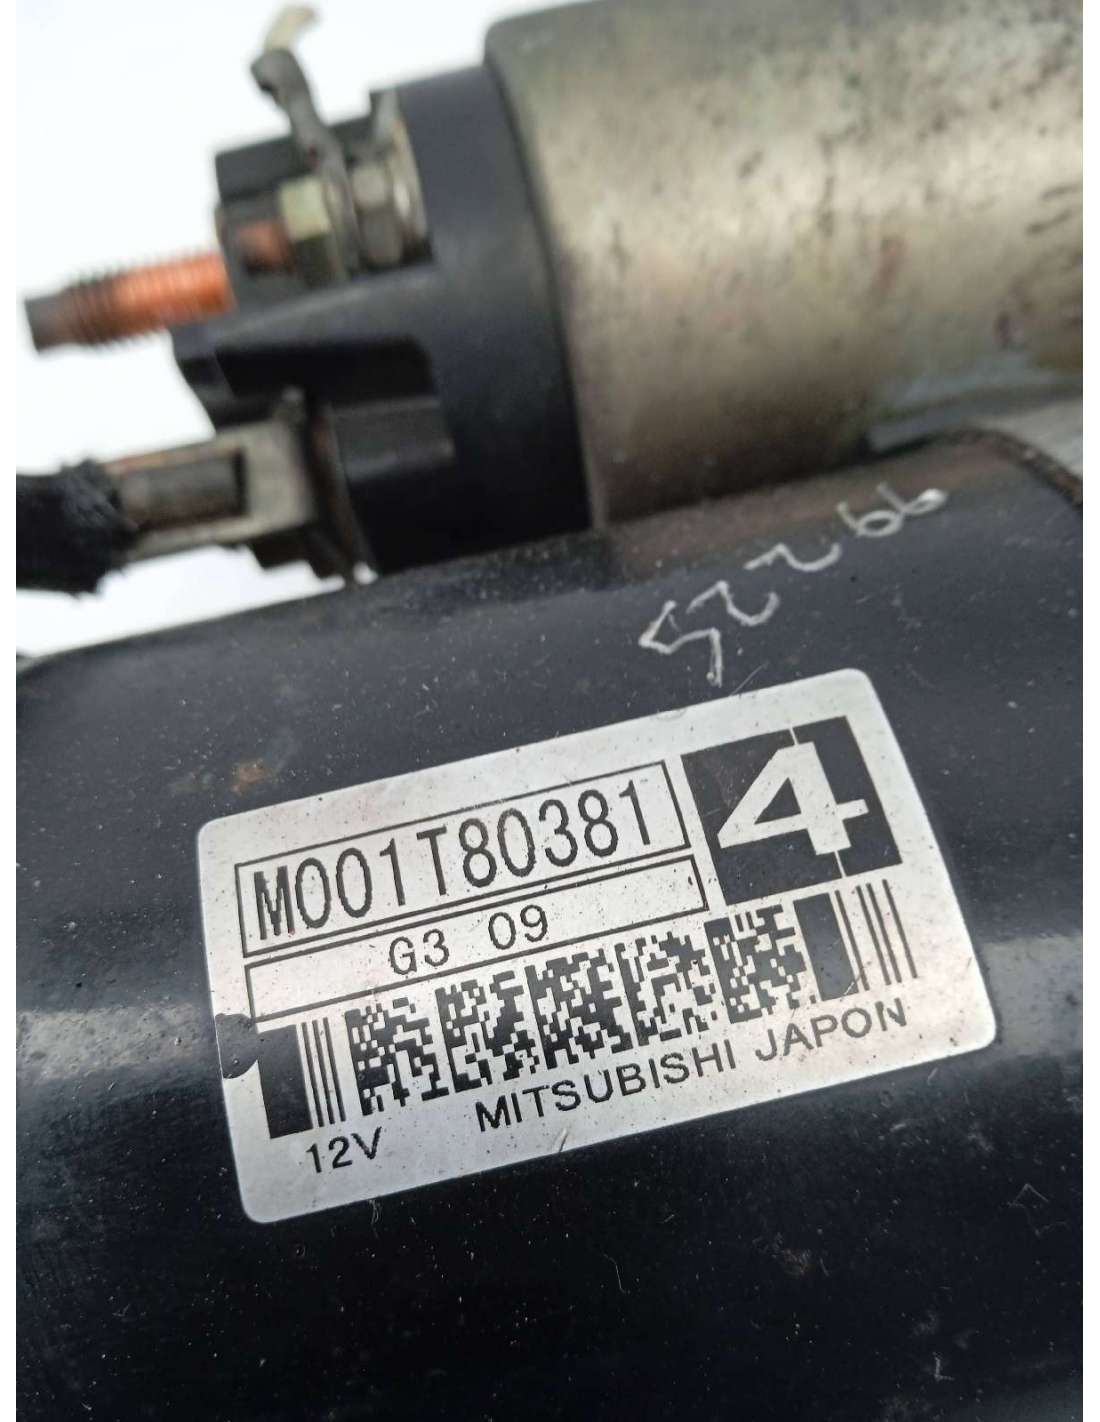 M001T80381
4
G3 09
12V MITSUBISHI JAPON